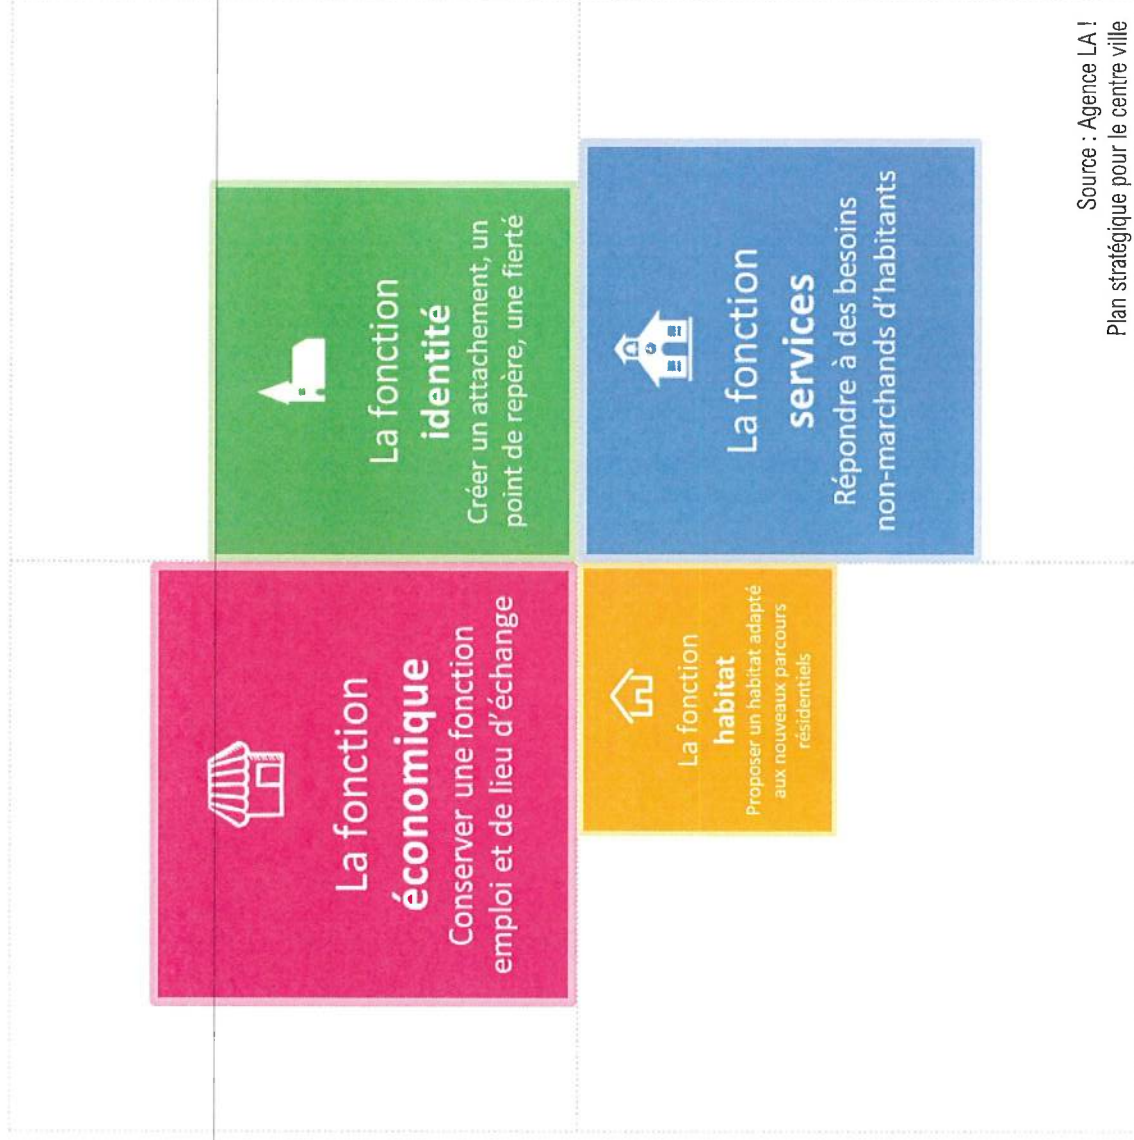 La fonction
économique
Conserver une fonction
emploi et de lieu d'échange
La fonction
identité
Créer un attachement, un
point de repère, une fierté
La fonction
habitat
Proposer un habitat adapté
aux nouveaux parcours
résidentiels
La fonction
services
Répondre à des besoins
non-marchands d'habitants
Source : Agence LA !
Plan stratégique pour le centre ville